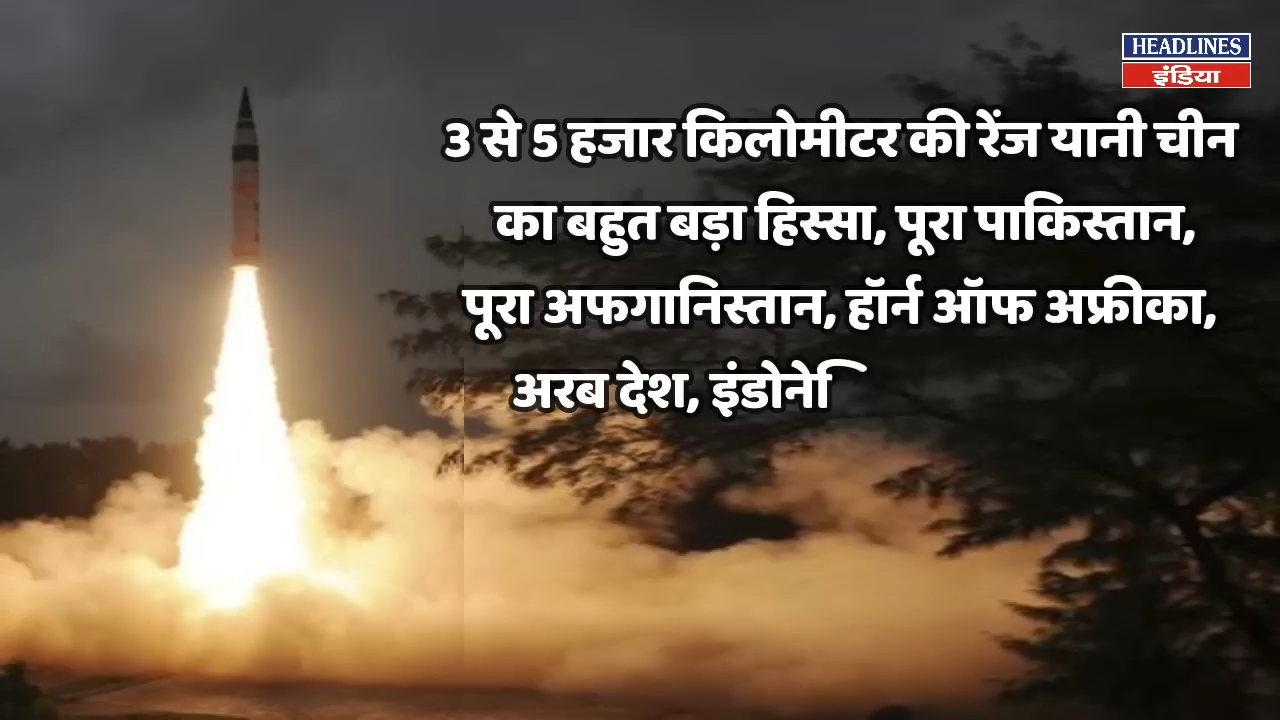 HEADLINES
इंडिया
3 से 5 हजार किलोमीटर की रेंज यानी चीन
का बहुत बड़ा हिस्सा, पूरा पाकिस्तान,
पूरा अफगानिस्तान, हॉर्न ऑफ अफ्रीका,
अरब देश, इंडोनेि